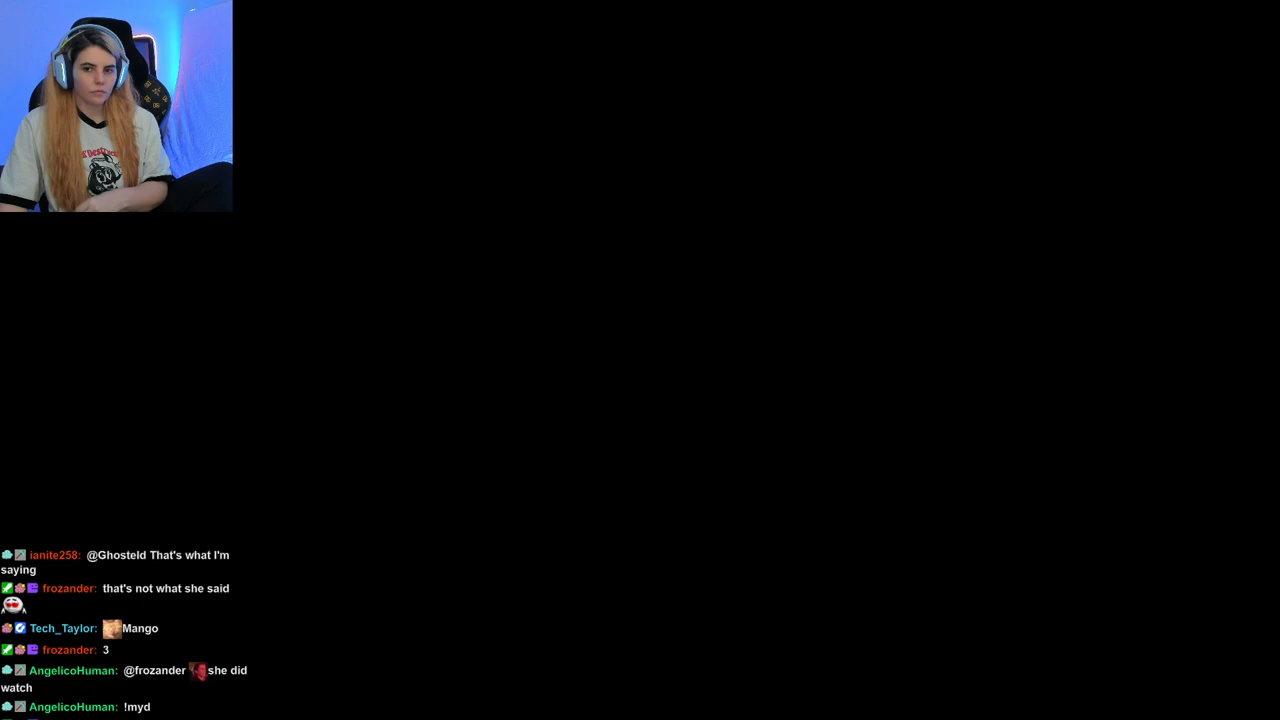 ianite258: @Ghosteld That's what I'm
saying
frozander: that's not what she said
Tech_Taylor: Mango
frozander: 3
AngelicoHuman: @frozander she did
watch
AngelicoHuman: !myd